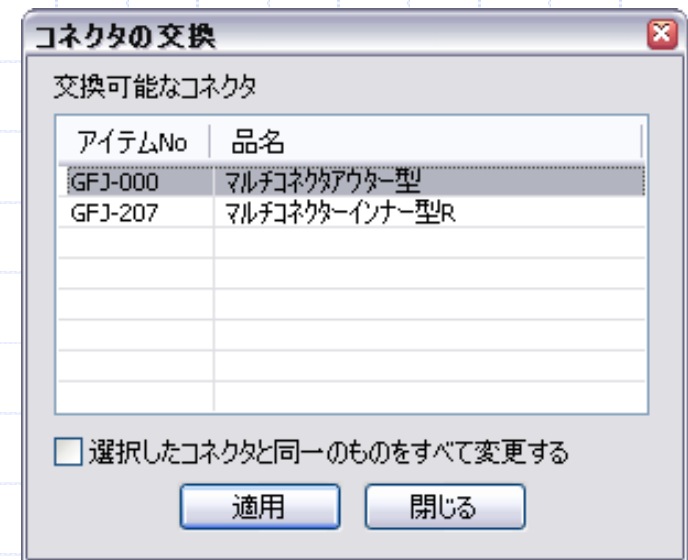 コネクタの交換
交換可能なコネクタ
アイテムNo 品名
GFJ-000 マルチコネクタアウター型
GFJ-207 マルチコネクターインナー型R
選択したコネクタと同一のものをすべて変更する
適用 閉じる